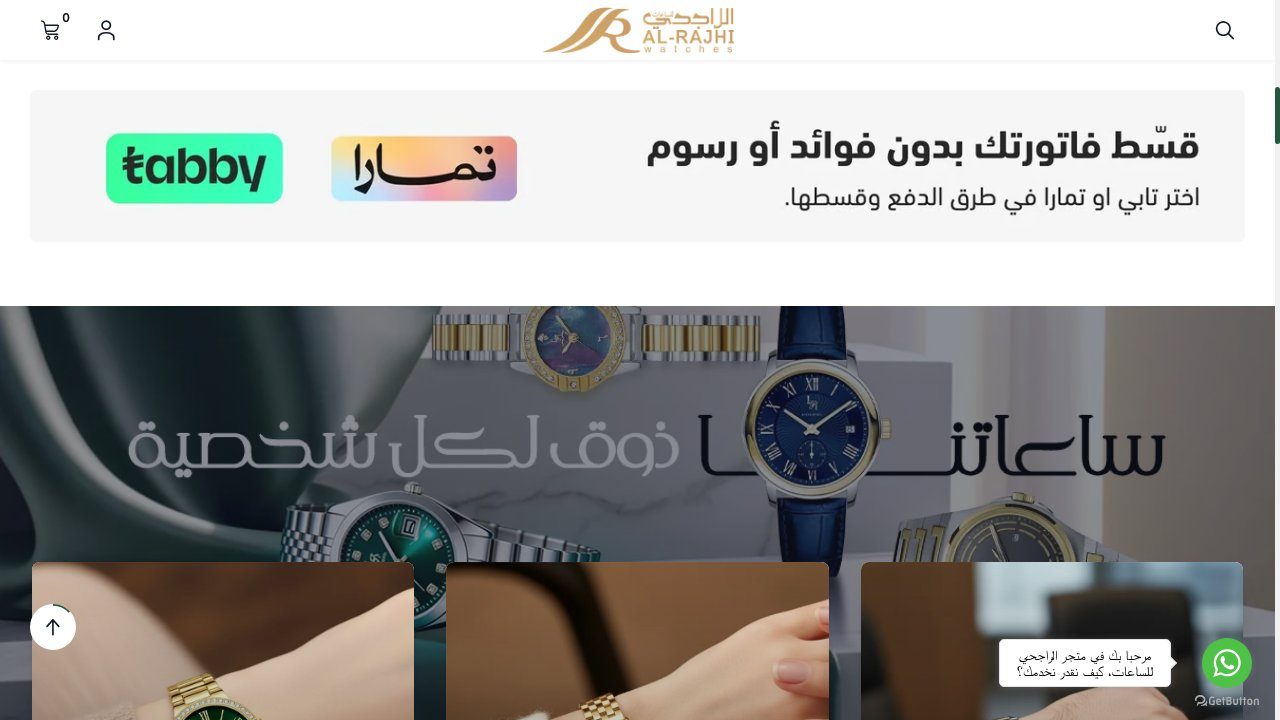 0
الراجحي
للساعات
AL-RAJHI
watches
قسّط فاتورتك بدون فوائد أو رسوم
اختر تابي او تمارا في طرق الدفع وقسطها.
تمارا
tabby
ساعاتنا ذوق لكل شخصية
مرحبا بك في متجر الراجحي
للساعات، كيف نقدر نخدمك؟
GetButton